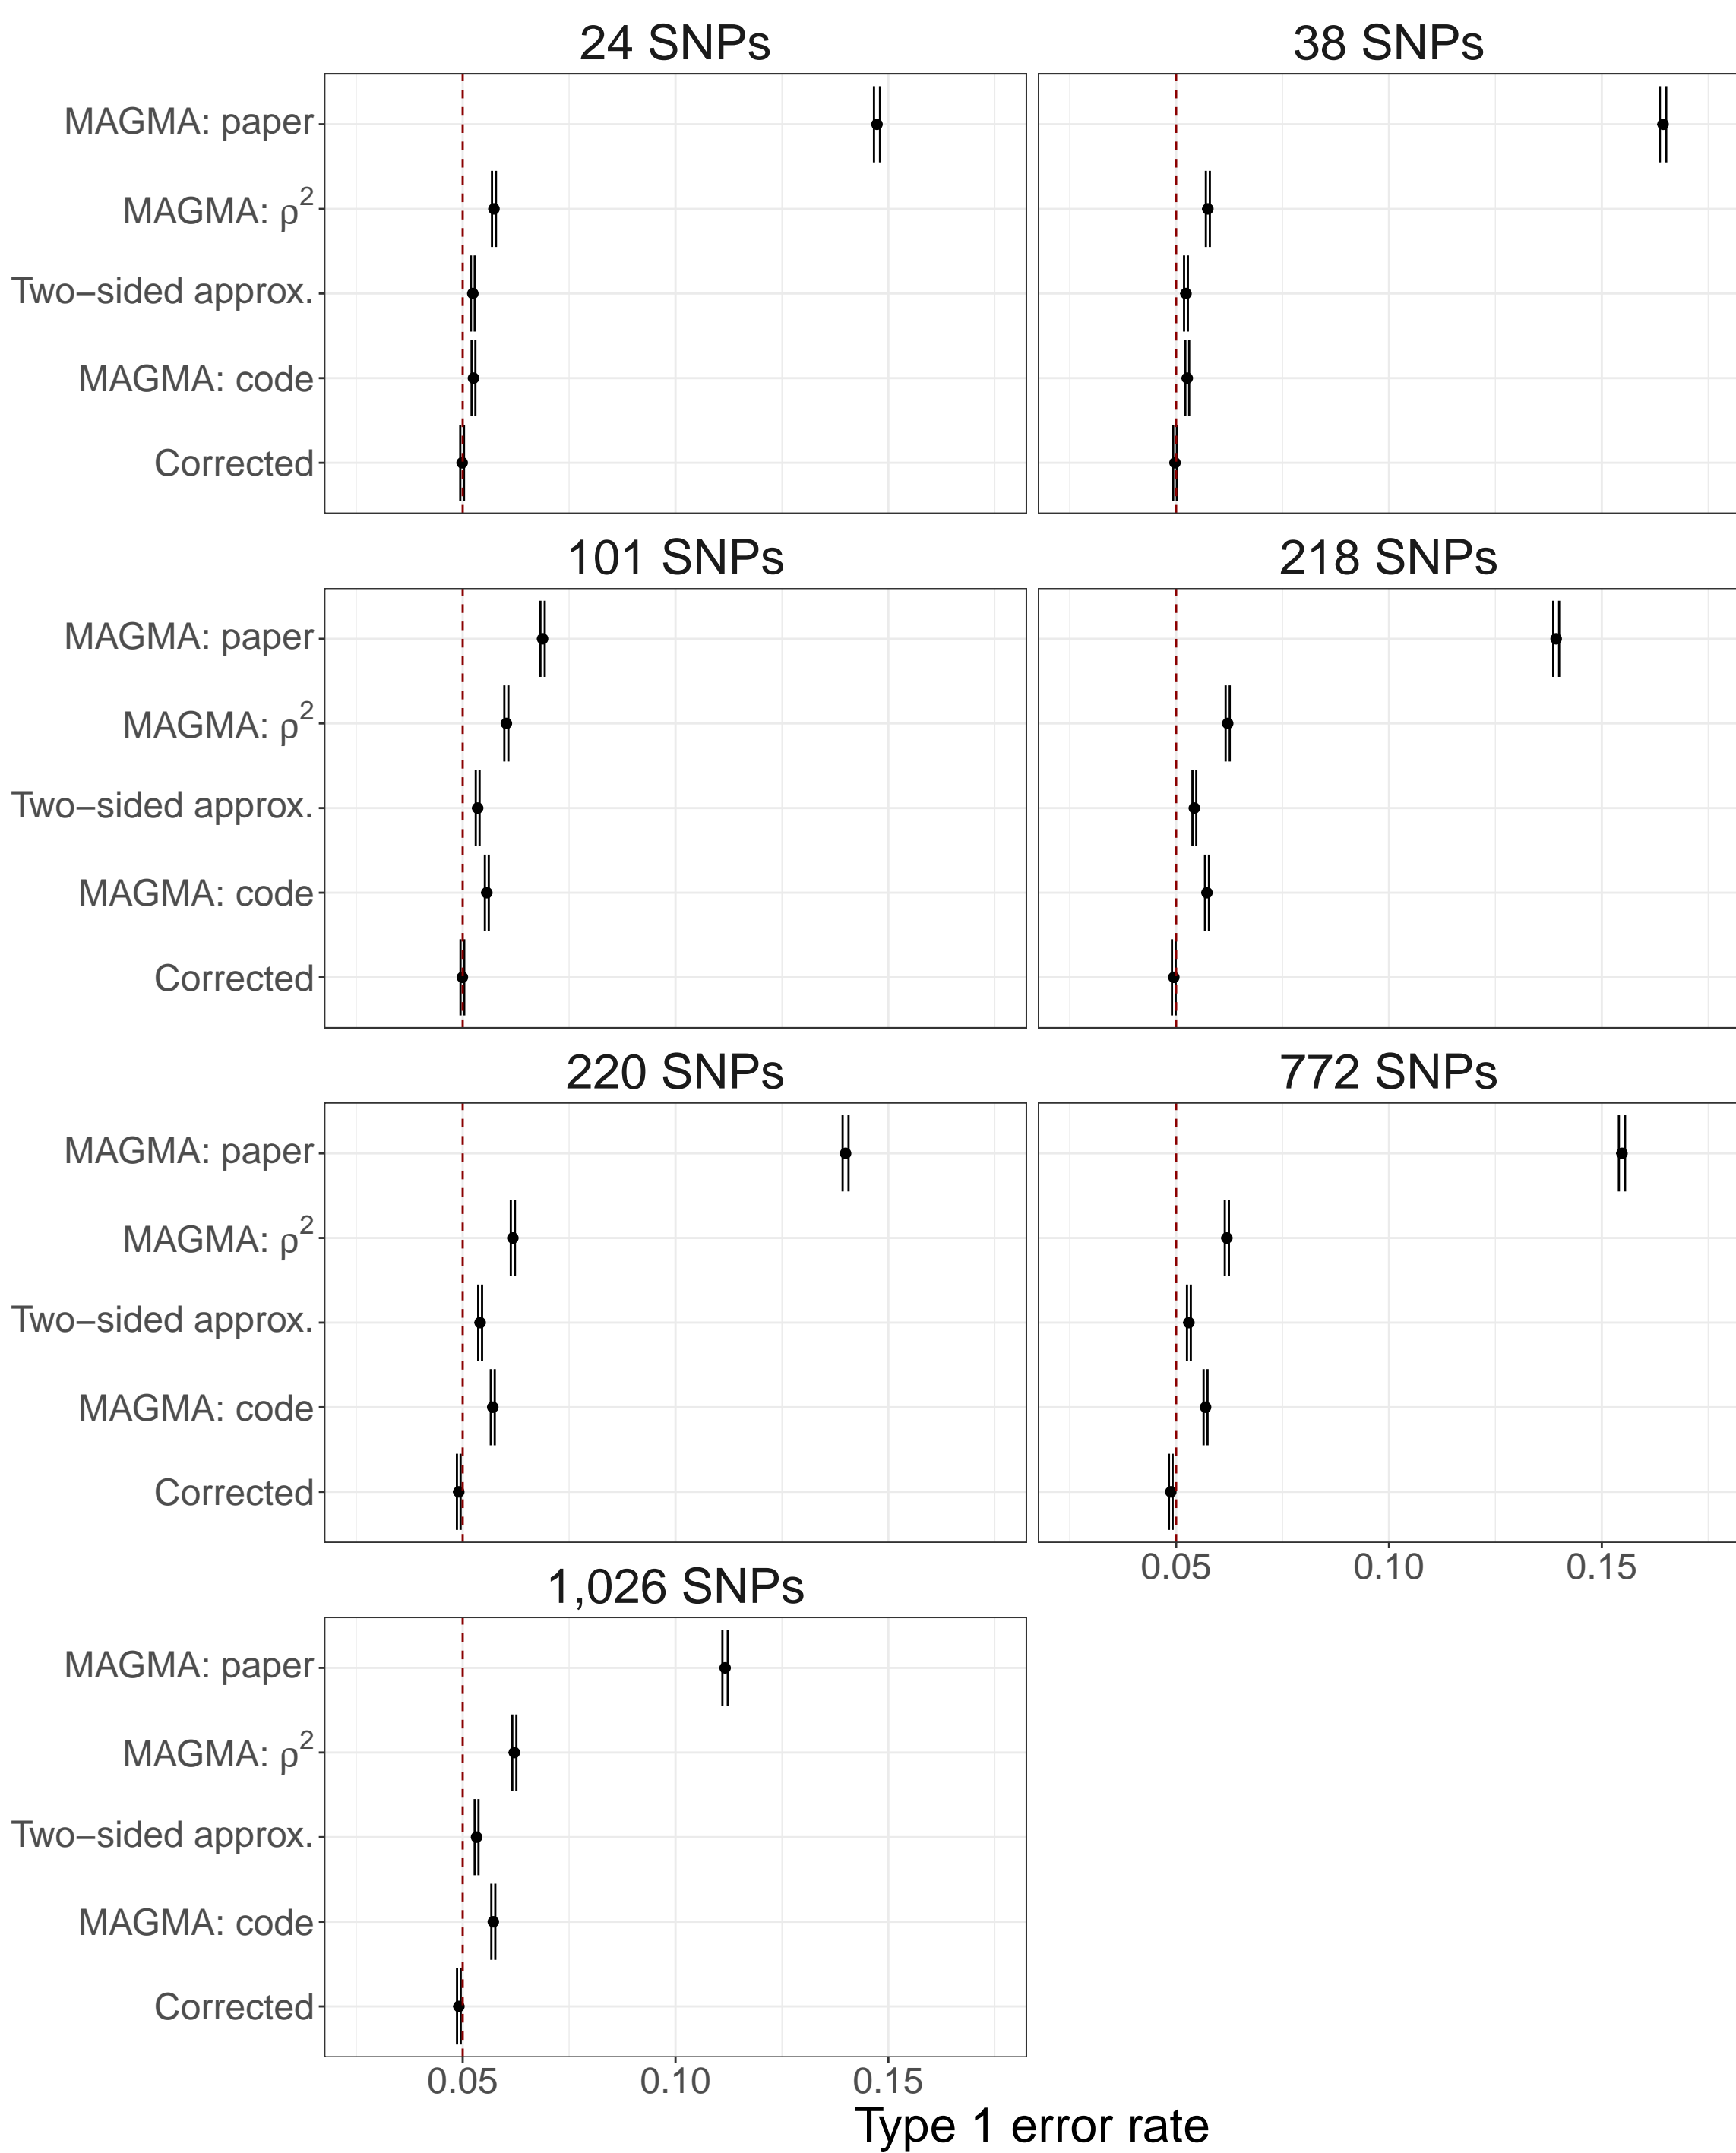 24 SNPs
38 SNPs
MAGMA: paper
MAGMA: ρ²
Two−sided approx.
MAGMA: code
Corrected
101 SNPs
218 SNPs
MAGMA: paper
MAGMA: ρ²
Two−sided approx.
MAGMA: code
Corrected
220 SNPs
772 SNPs
MAGMA: paper
MAGMA: ρ²
Two−sided approx.
MAGMA: code
Corrected
0.05 0.10 0.15
1,026 SNPs
MAGMA: paper
MAGMA: ρ²
Two−sided approx.
MAGMA: code
Corrected
0.05 0.10 0.15
Type 1 error rate